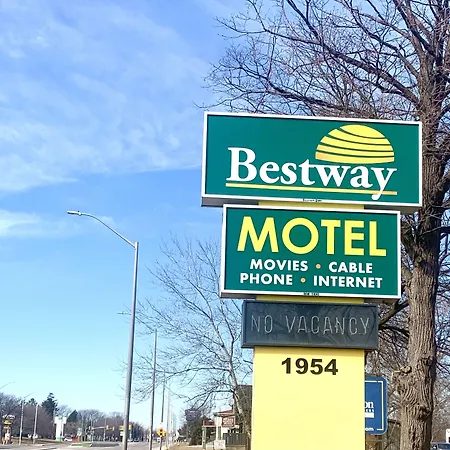 Bestway
MOTEL
MOVIES • CABLE
PHONE • INTERNET
NO VACANCY
1954